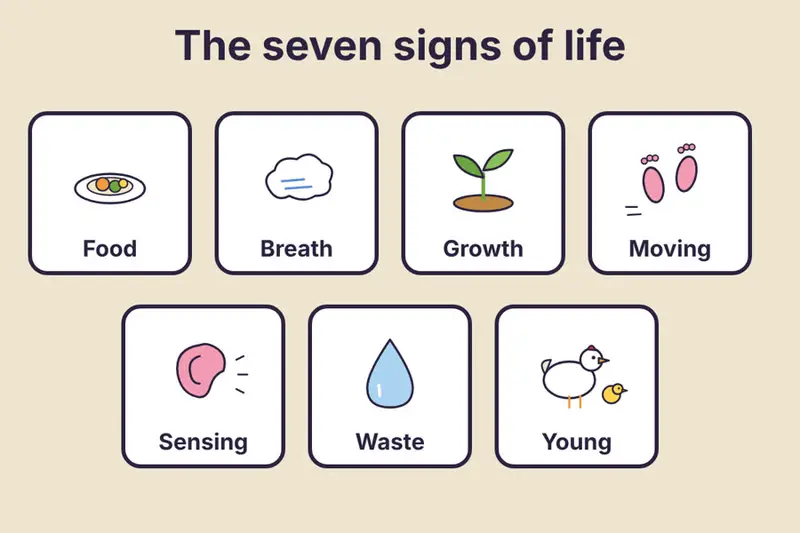 The seven signs of life
Food
Breath
Growth
Moving
Sensing
Waste
Young